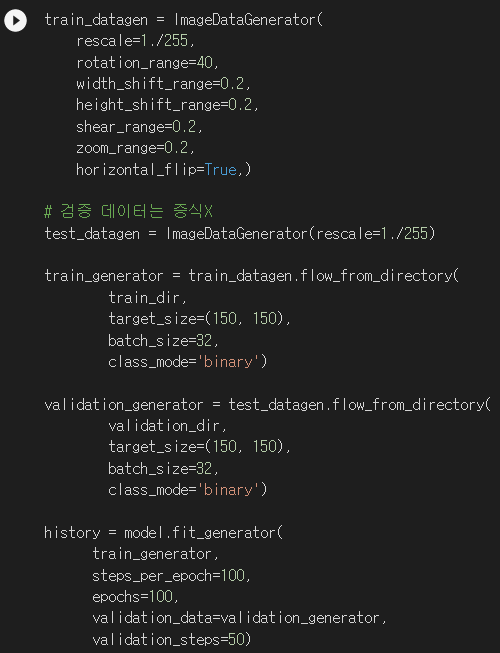 train_datagen = ImageDataGenerator(
    rescale=1./255,
    rotation_range=40,
    width_shift_range=0.2,
    height_shift_range=0.2,
    shear_range=0.2,
    zoom_range=0.2,
    horizontal_flip=True,)

# 검증 데이터는 증식X
test_datagen = ImageDataGenerator(rescale=1./255)

train_generator = train_datagen.flow_from_directory(
        train_dir,
        target_size=(150, 150),
        batch_size=32,
        class_mode='binary')

validation_generator = test_datagen.flow_from_directory(
        validation_dir,
        target_size=(150, 150),
        batch_size=32,
        class_mode='binary')

history = model.fit_generator(
      train_generator,
      steps_per_epoch=100,
      epochs=100,
      validation_data=validation_generator,
      validation_steps=50)